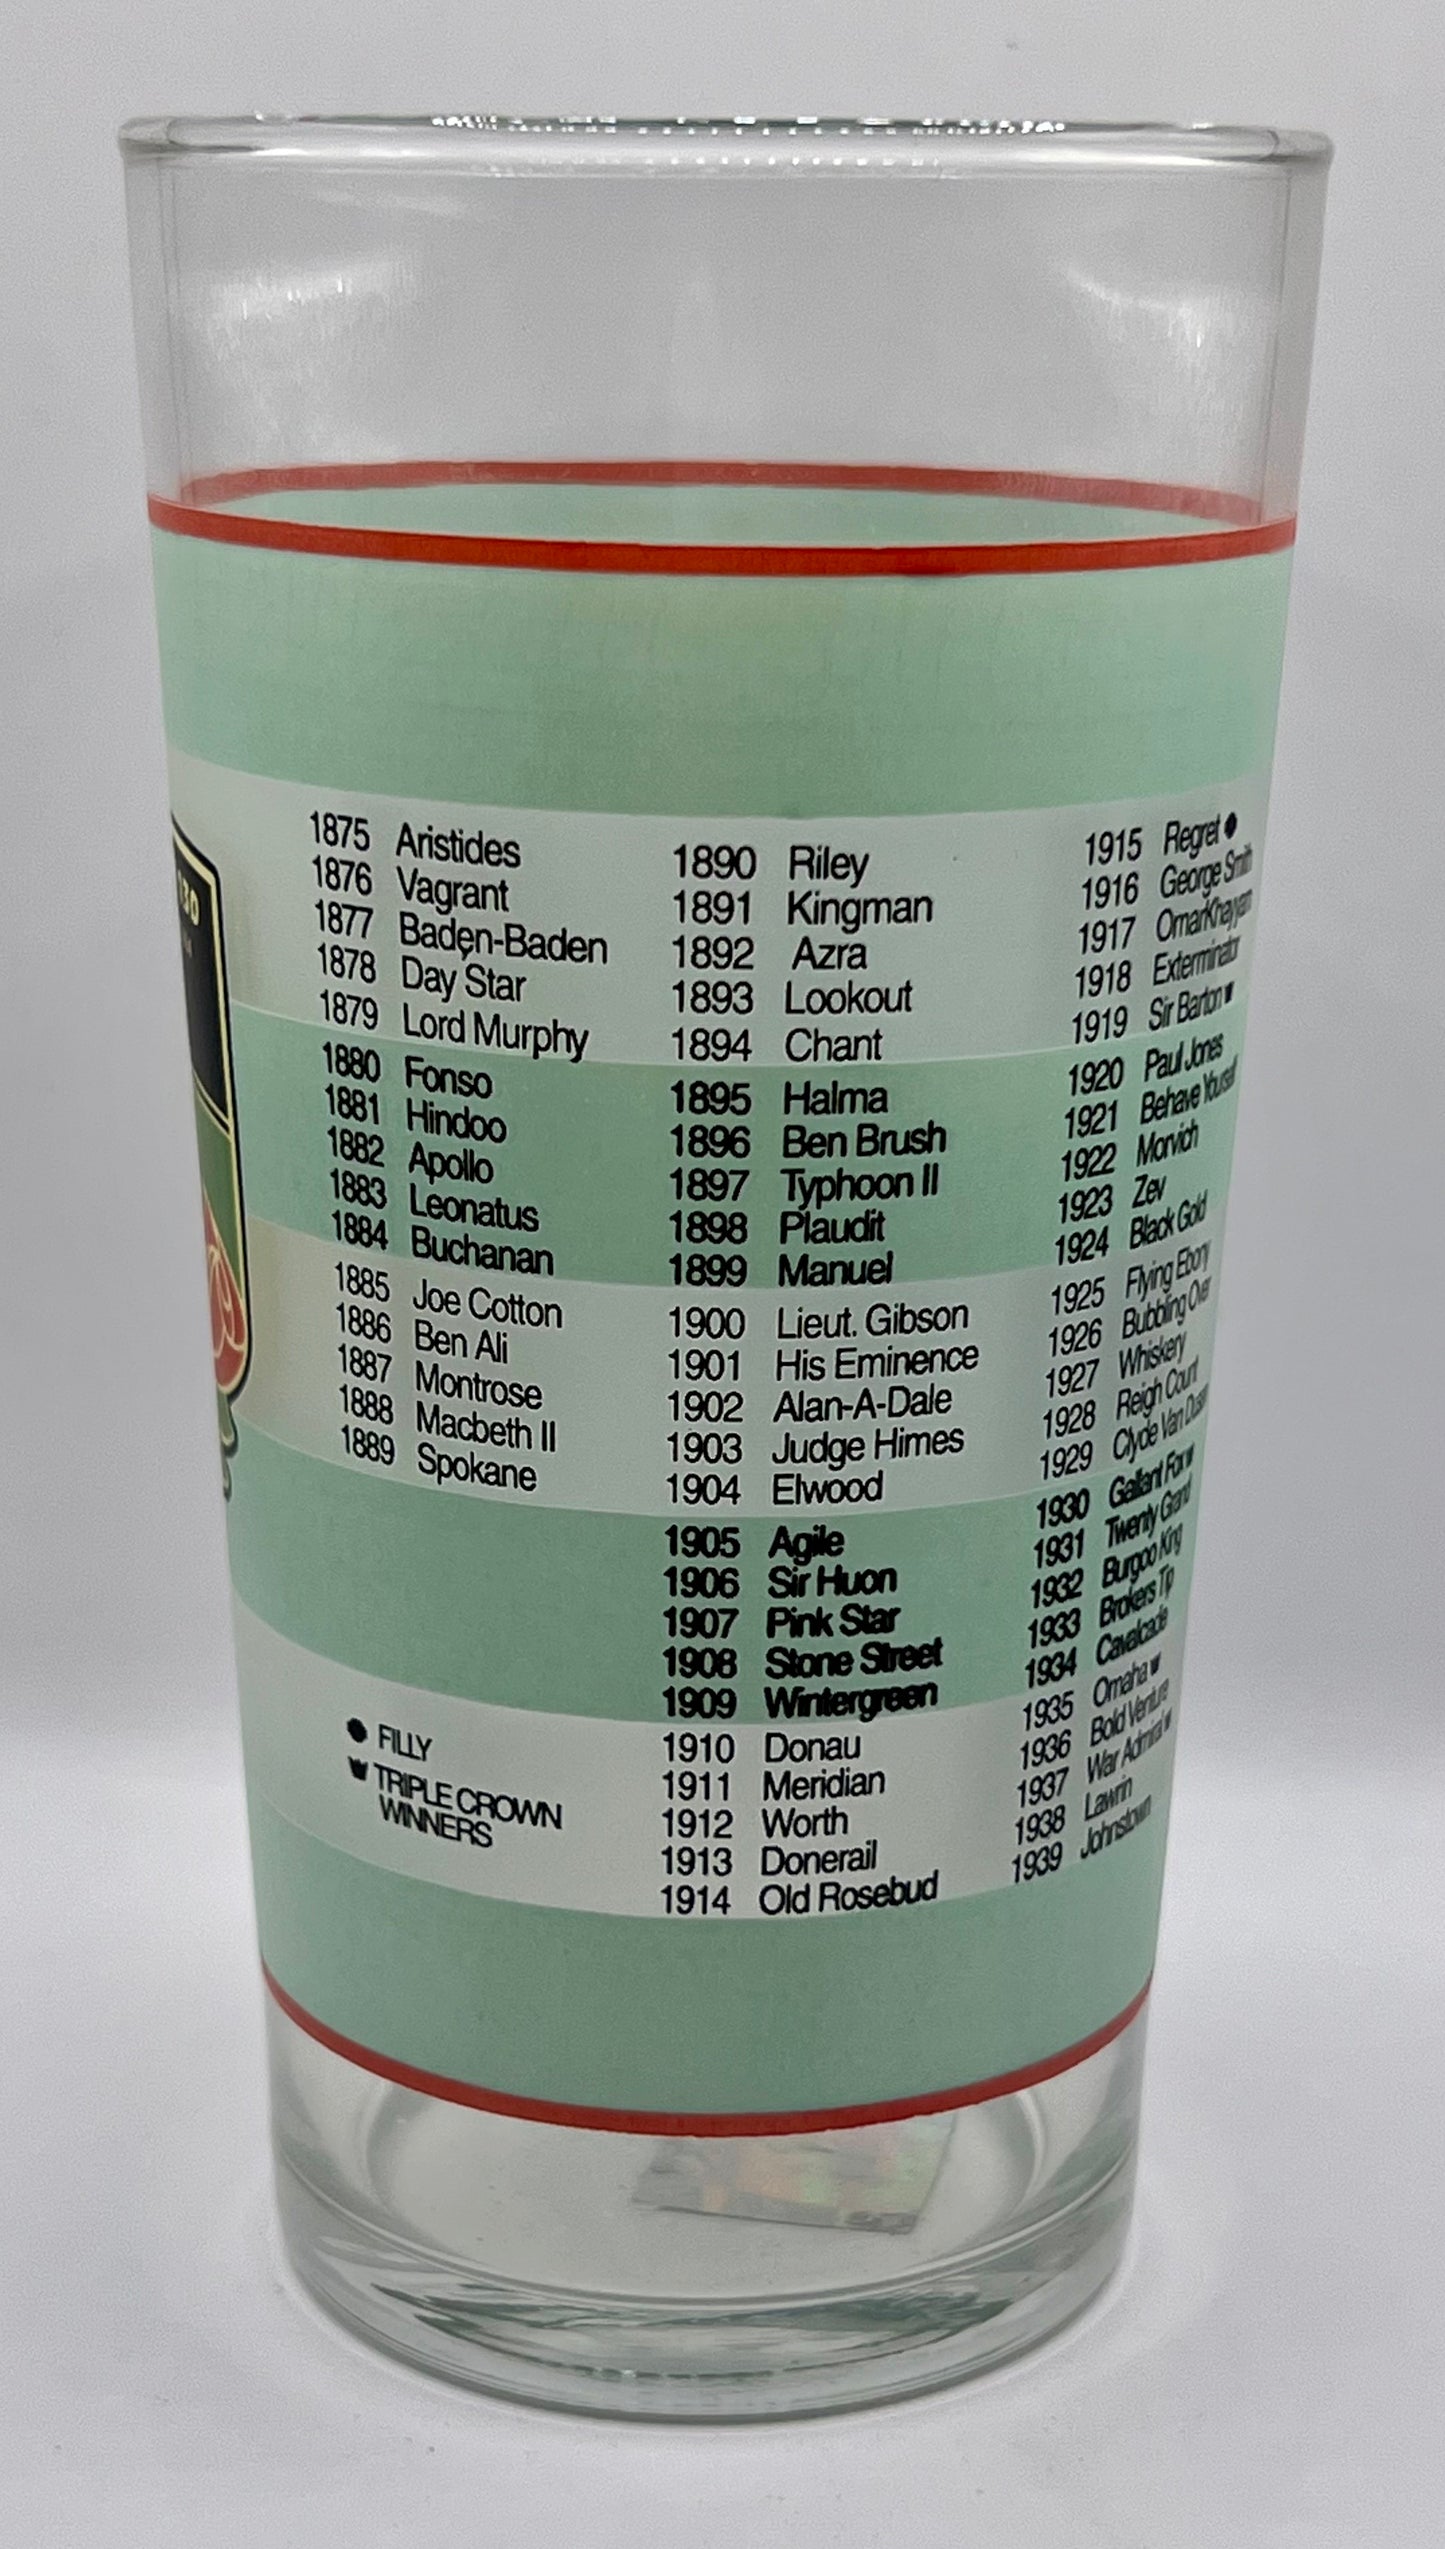 130
1875 Aristides
1876 Vagrant
1877 Baden-Baden
1878 Day Star
1879 Lord Murphy
1880 Fonso
1881 Hindoo
1882 Apollo
1883 Leonatus
1884 Buchanan
1885 Joe Cotton
1886 Ben Ali
1887 Montrose
1888 Macbeth II
1889 Spokane
FILLY
TRIPLE CROWN
WINNERS
1890 Riley
1891 Kingman
1892 Azra
1893 Lookout
1894 Chant
1895 Halma
1896 Ben Brush
1897 Typhoon II
1898 Plaudit
1899 Manuel
1900 Lieut. Gibson
1901 His Eminence
1902 Alan-A-Dale
1903 Judge Himes
1904 Elwood
1905 Agile
1906 Sir Huon
1907 Pink Star
1908 Stone Street
1909 Wintergreen
1910 Donau
1911 Meridian
1912 Worth
1913 Donerail
1914 Old Rosebud
1915 Regret
1916 George Smith
1917 Omar Khayyam
1918 Exterminator
1919 Sir Barton
1920 Paul Jones
1921 Behave Yourself
1922 Morvich
1923 Zev
1924 Black Gold
1925 Flying Ebony
1926 Bubbling Over
1927 Whiskery
1928 Reigh Count
1929 Clyde Van Dusen
1930 Gallant Fox
1931 Twenty Grand
1932 Burgoo King
1933 Brokers Tip
1934 Cavalcade
1935 Omaha
1936 Bold Venture
1937 War Admiral
1938 Lawrin
1939 Johnstown